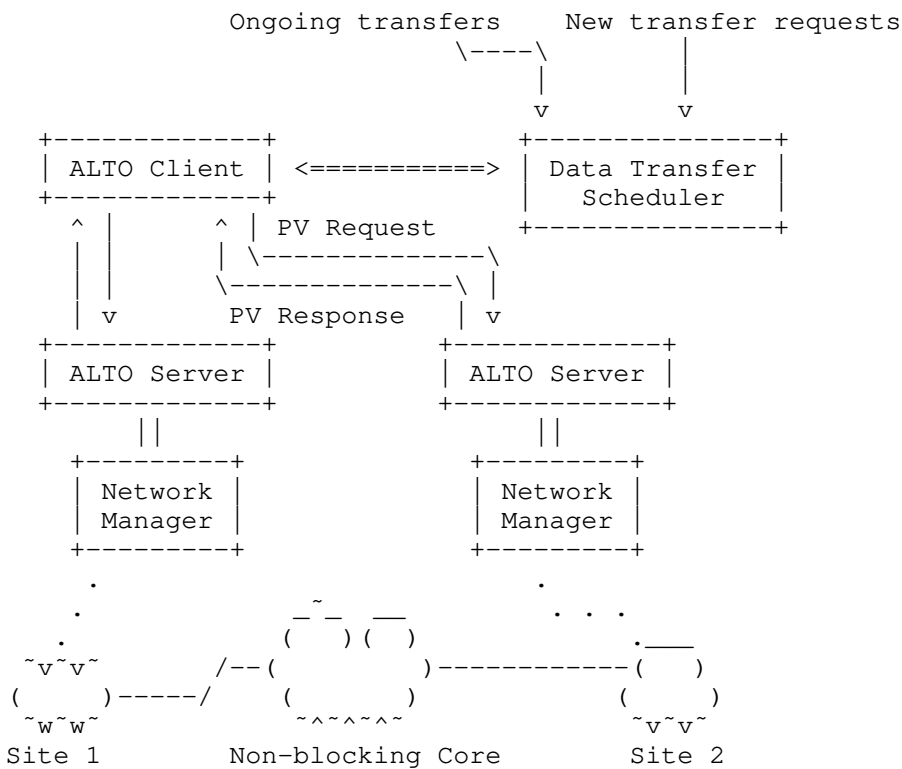 Ongoing transfers New transfer requests
ALTO Client Data Transfer
Scheduler
PV Request
PV Response
ALTO Server ALTO Server
Network Network
Manager Manager
Site 1 Non-blocking Core Site 2